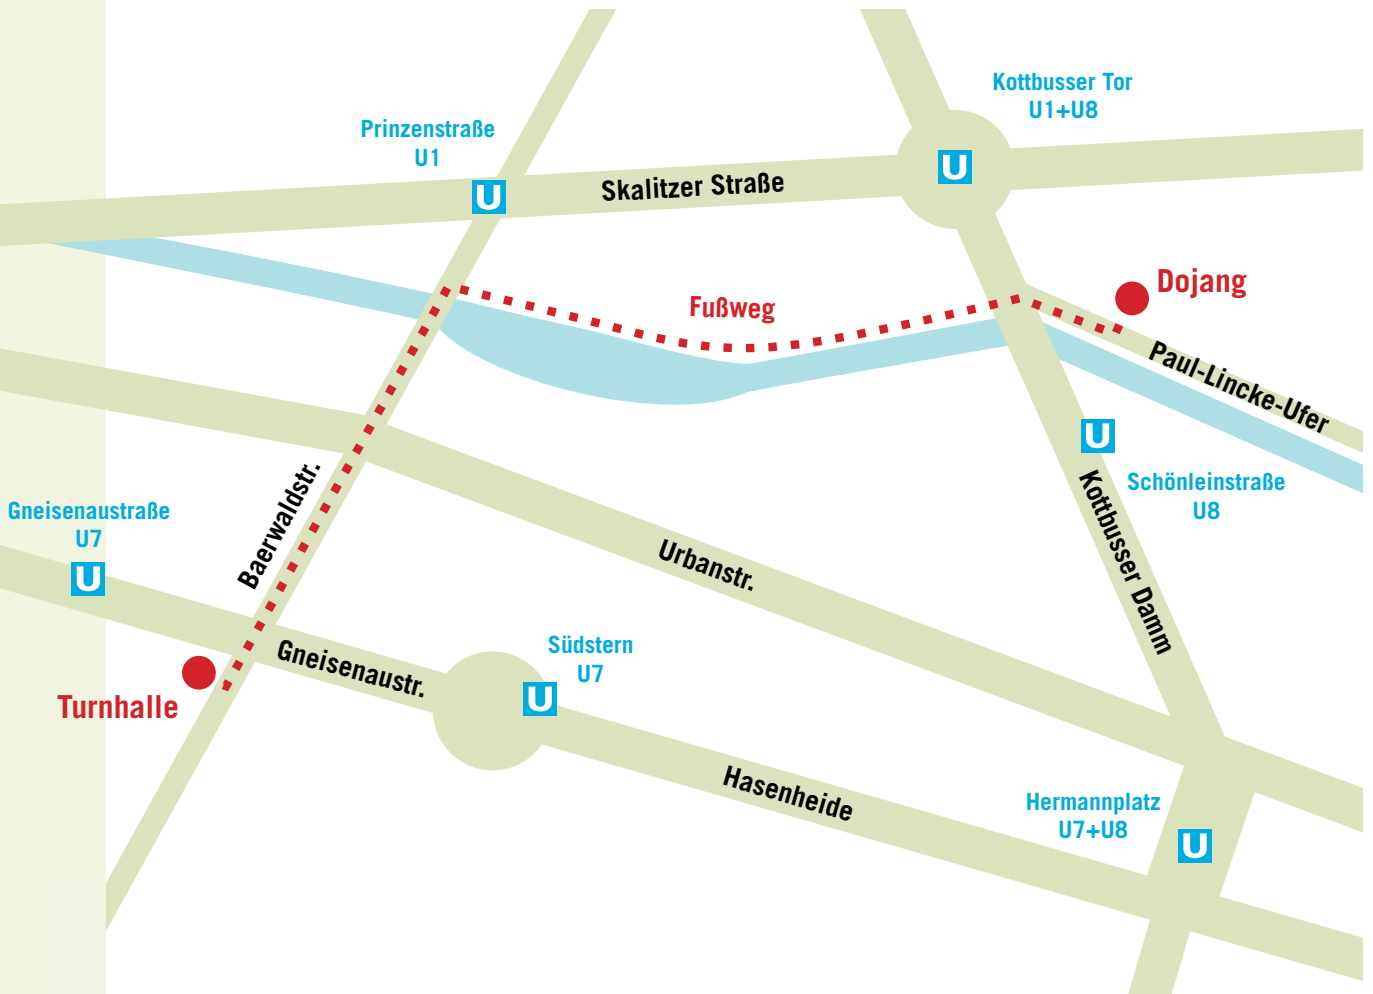 Kottbusser Tor
U1+U8
U
Prinzenstraße
U1
U
Skalitzer Straße
Dojang
Fußweg
Paul-Lincke-Ufer
U
Schönleinstraße
U8
Kottbusser Damm
Baerwaldstr.
Gneisenaustraße
U7
U
Urbanstr.
Gneisenaustr.
Südstern
U7
U
Turnhalle
Hasenheide
Hermannplatz
U7+U8
U